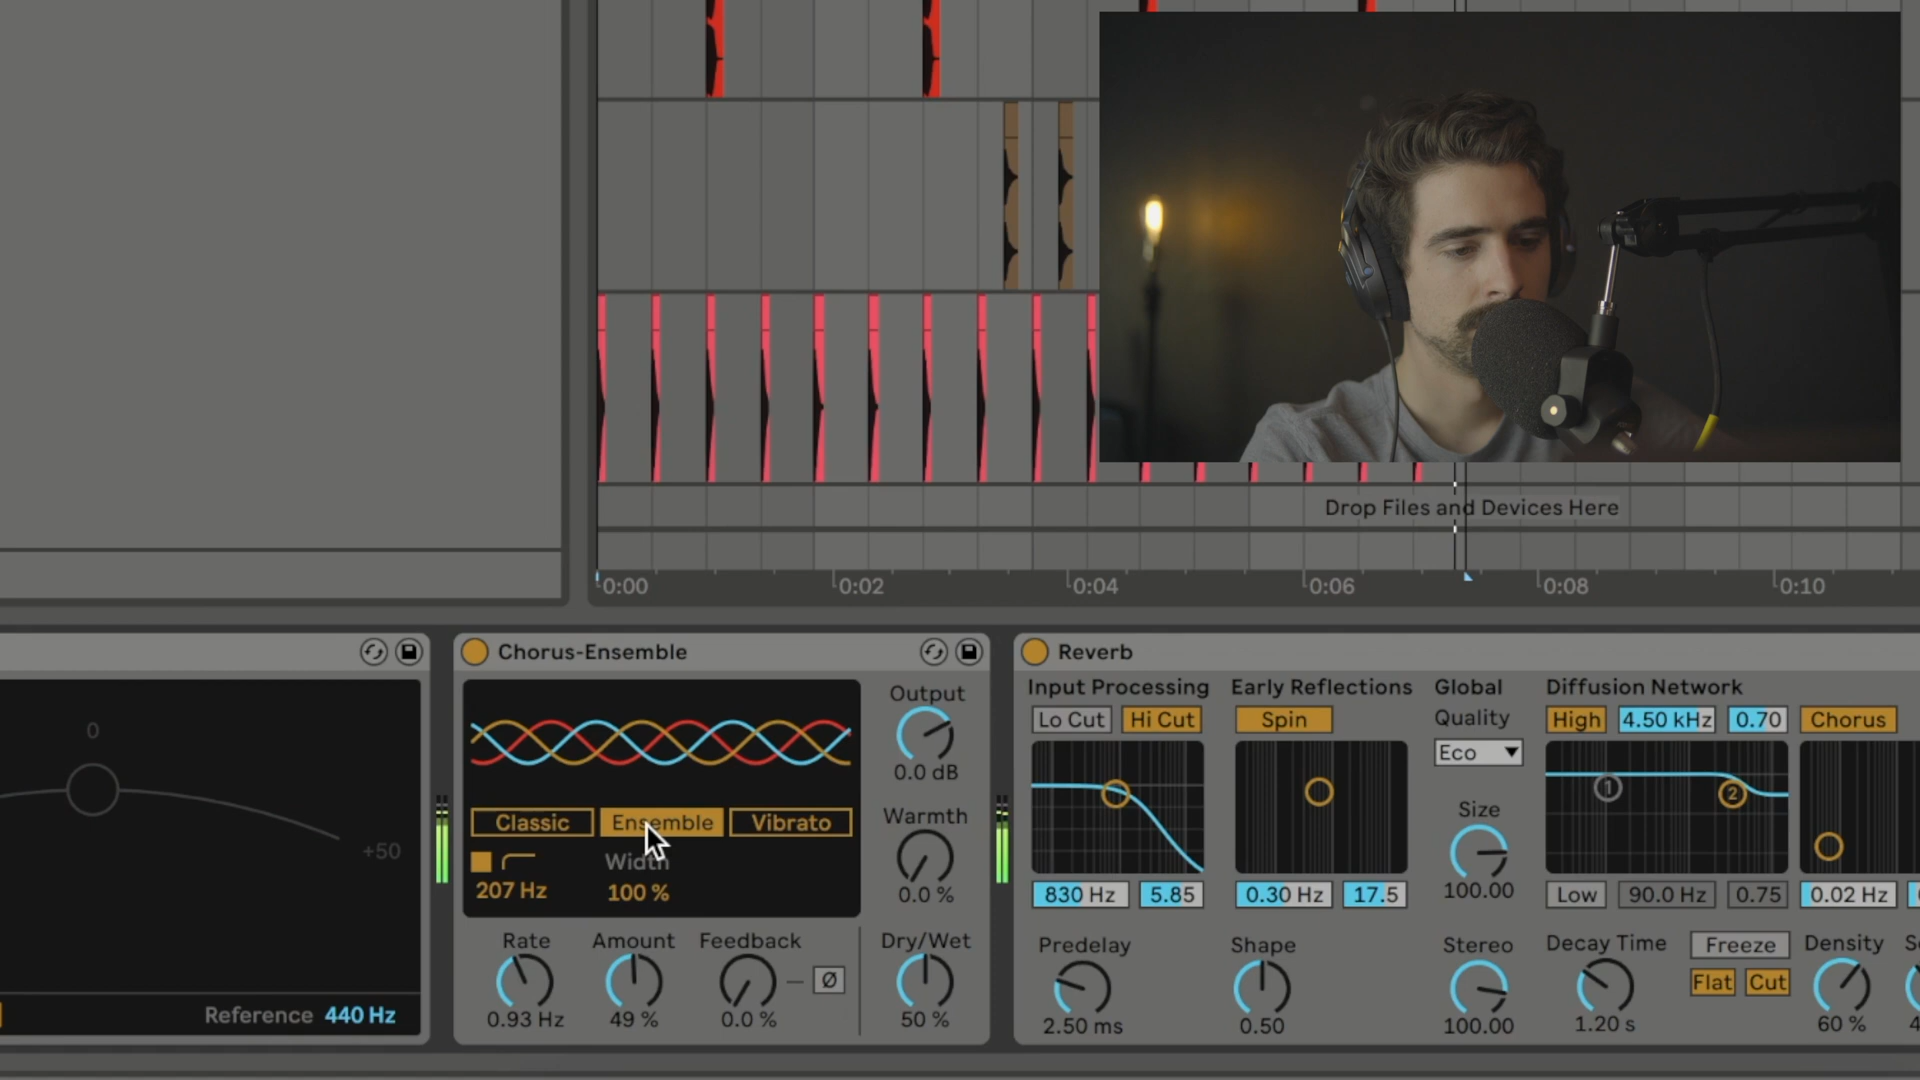 Drop Files and Devices Here
0:00
0:02
0:04
0:06
0:08
0:10
0
+50
Reference 440 Hz
Chorus-Ensemble
Classic
Ensemble
Vibrato
207 Hz
Width
100 %
Output
0.0 dB
Warmth
0.0 %
Rate
0.93 Hz
Amount
49 %
Feedback
0.0 %
Ø
Dry/Wet
50 %
Reverb
Input Processing
Lo Cut
Hi Cut
830 Hz
5.85
Early Reflections
Spin
0.30 Hz
17.5
Global
Quality
Eco
Size
100.00
Diffusion Network
High
4.50 kHz
0.70
1
2
Low
90.0 Hz
0.75
Chorus
0.02 Hz
Predelay
2.50 ms
Shape
0.50
Stereo
100.00
Decay Time
1.20 s
Freeze
Flat
Cut
Density
60 %